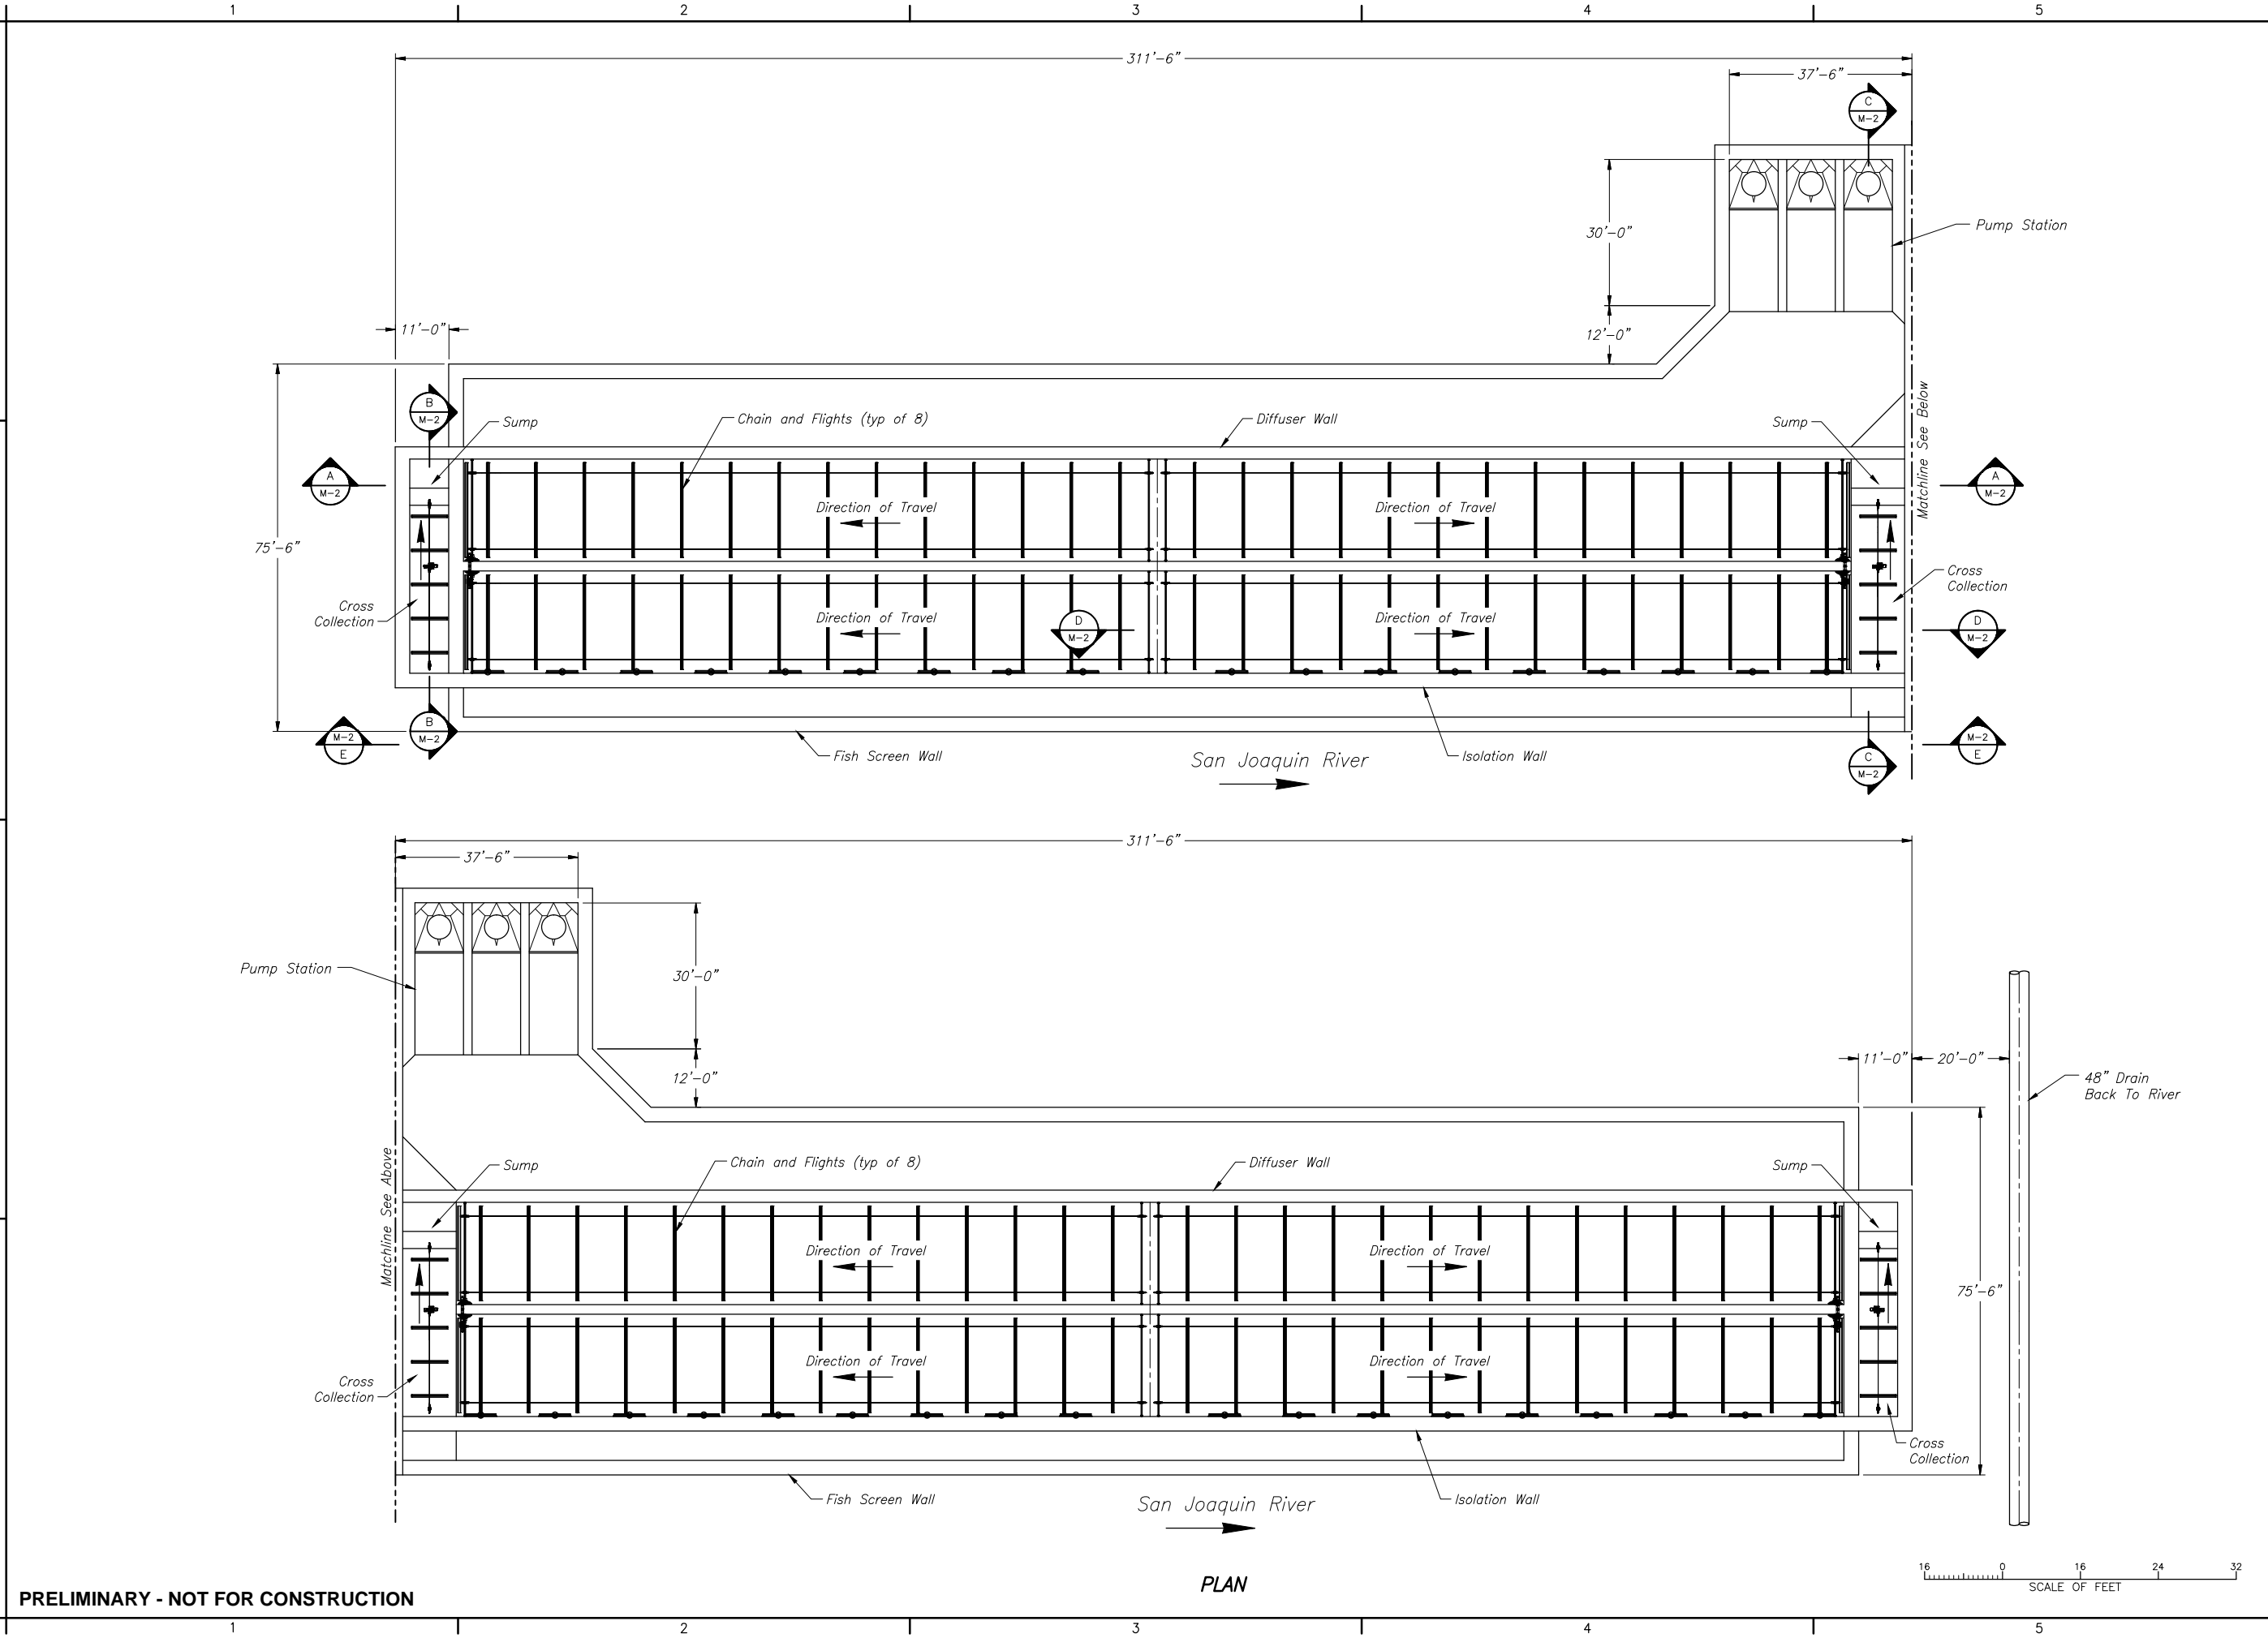 1 2 3 4 5
311'-6"
37'-6"
C
M-2
30'-0"
Pump Station
12'-0"
11'-0"
B
M-2
Sump
Chain and Flights (typ of 8)
Diffuser Wall
Sump
Matchline See Below
A
M-2
A
M-2
Direction of Travel
Direction of Travel
75'-6"
Cross
Collection
Cross
Collection
Direction of Travel
D
M-2
Direction of Travel
D
M-2
B
M-2
M-2
E
Fish Screen Wall
San Joaquin River
Isolation Wall
C
M-2
M-2
E
311'-6"
37'-6"
Pump Station
30'-0"
12'-0"
11'-0"
20'-0"
48" Drain
Back To River
Matchline See Above
Sump
Chain and Flights (typ of 8)
Diffuser Wall
Sump
Direction of Travel
Direction of Travel
75'-6"
Direction of Travel
Direction of Travel
Cross
Collection
Cross
Collection
Fish Screen Wall
San Joaquin River
Isolation Wall
PLAN
16 0 16 24 32
SCALE OF FEET
PRELIMINARY - NOT FOR CONSTRUCTION
1 2 3 4 5